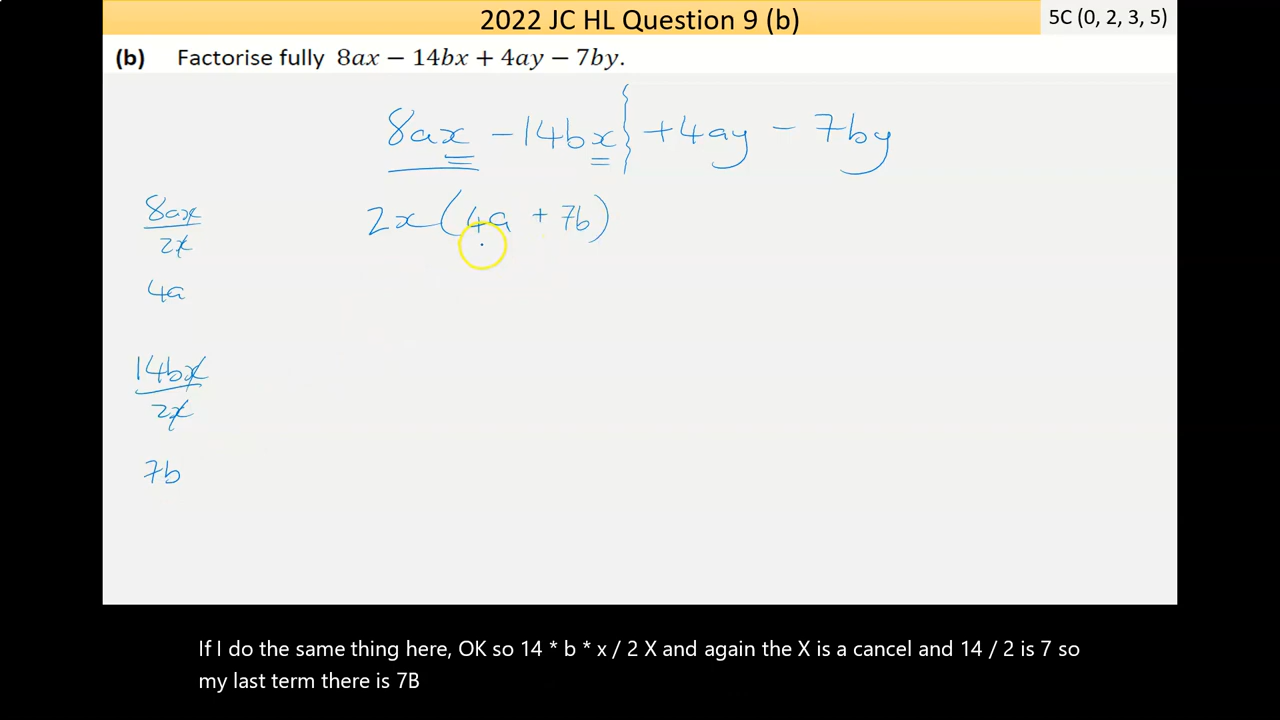 2022 JC HL Question 9 (b)
5C (0, 2, 3, 5)
(b) Factorise fully 8ax − 14bx + 4ay − 7by.
8ax − 14bx } + 4ay − 7by
8ax
2x
2x (4a + 7b)
4a
14bx
2x
7b
If I do the same thing here, OK so 14 * b * x / 2 X and again the X is a cancel and 14 / 2 is 7 so
my last term there is 7B